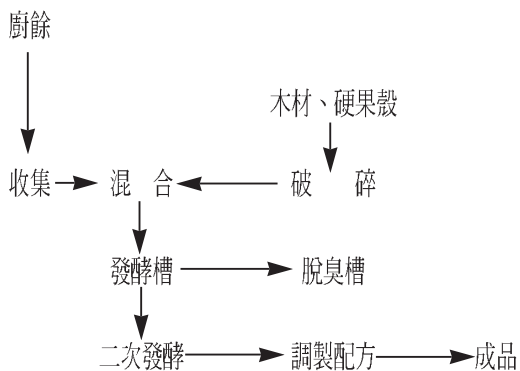 廚餘
木材、硬果殼
收集 混 合 破 碎
發酵槽 脫臭槽
二次發酵 調製配方 成品